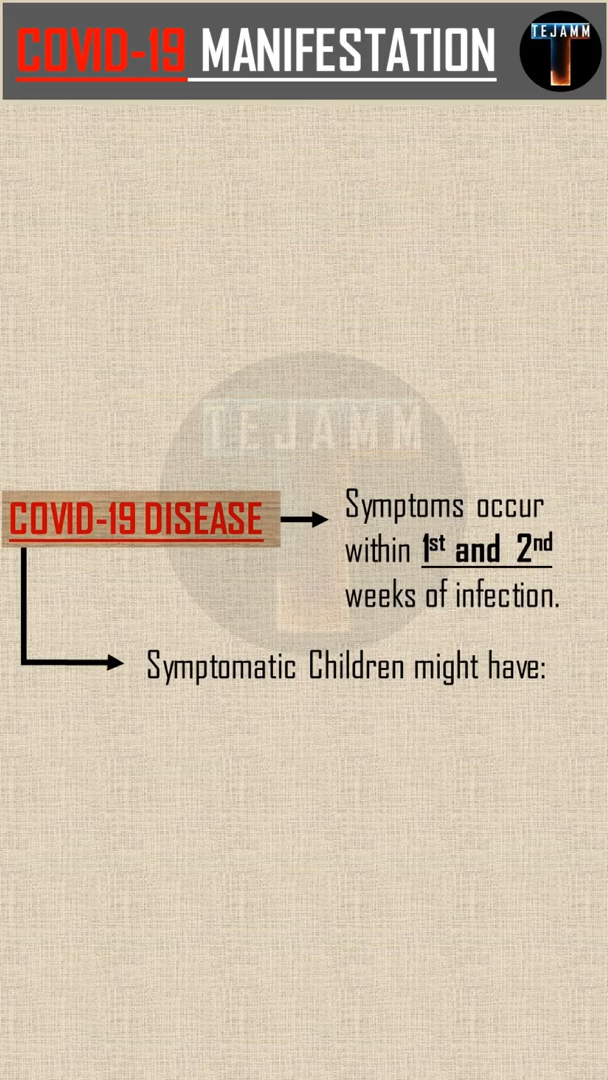 COVID-19 MANIFESTATION
TEJAMM
TEJAMM
COVID-19 DISEASE
Symptoms occur
within 1st and 2nd
weeks of infection.
Symptomatic Children might have: